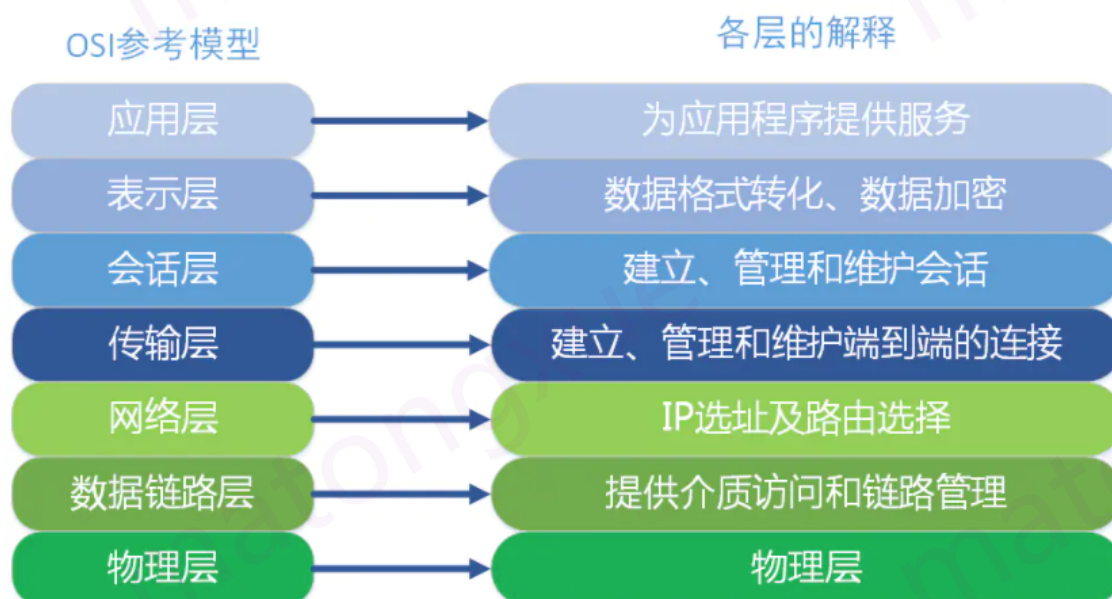 OSI参考模型
各层的解释
应用层
为应用程序提供服务
表示层
数据格式转化、数据加密
会话层
建立、管理和维护会话
传输层
建立、管理和维护端到端的连接
网络层
IP选址及路由选择
数据链路层
提供介质访问和链路管理
物理层
物理层